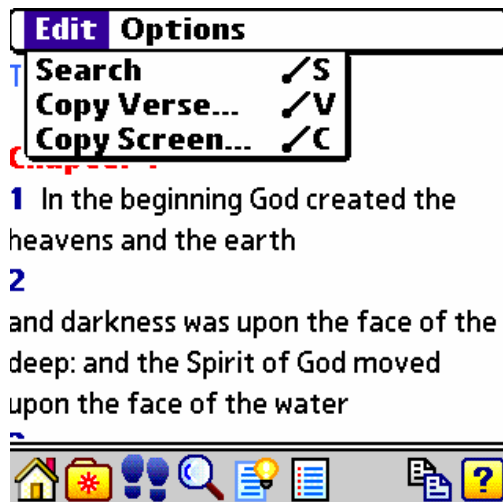 Edit Options
Search /S
Copy Verse... /V
Copy Screen... /C
1 In the beginning God created the
heavens and the earth
2
and darkness was upon the face of the
deep: and the Spirit of God moved
upon the face of the water
?